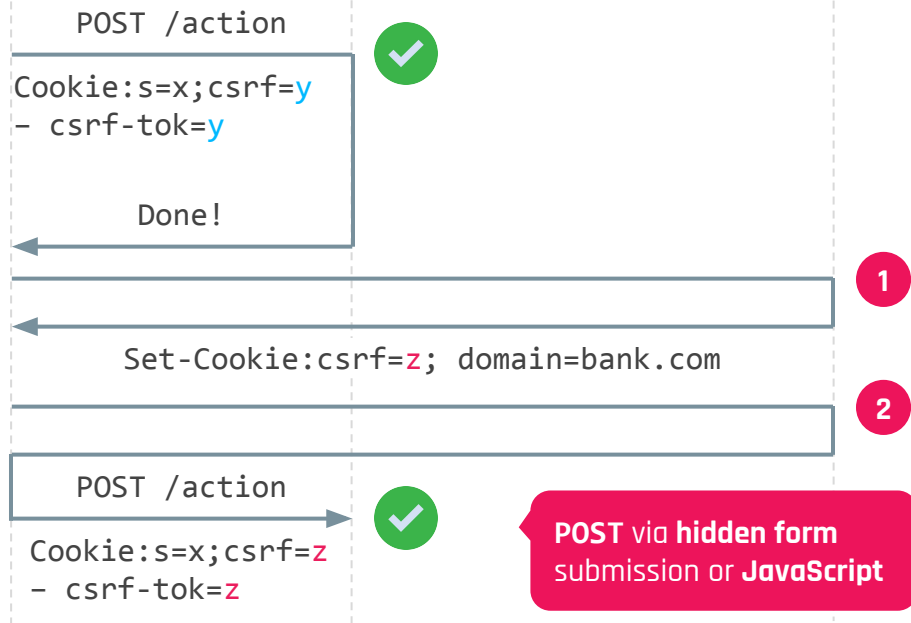 POST /action
Cookie:s=x;csrf=y
– csrf-tok=y
Done!
1
Set-Cookie:csrf=z; domain=bank.com
2
POST /action
Cookie:s=x;csrf=z
– csrf-tok=z
POST via hidden form
submission or JavaScript